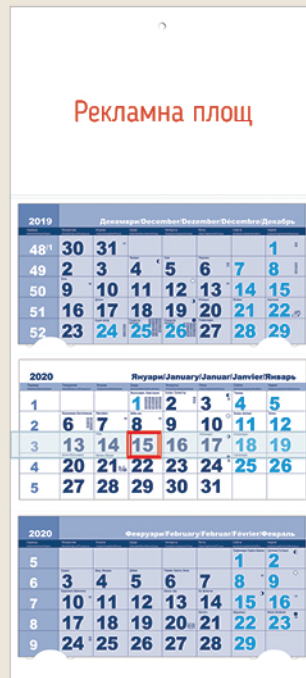 Рекламна площ
2019 Декември/December/Dezember/Décembre/Декабрь
48/1 30 31 1
49 2 3 4 5 6 7 8
50 9 10 11 12 13 14 15
51 16 17 18 19 20 21 22
52 23 24 25 26 27 28 29
2020 Януари/January/Januar/Janvier/Январь
1 1 2 3 4 5
2 6 7 8 9 10 11 12
3 13 14 15 16 17 18 19
4 20 21 22 23 24 25 26
5 27 28 29 30 31
2020 Февруари/February/Februar/Février/Февраль
5 1 2
6 3 4 5 6 7 8 9
7 10 11 12 13 14 15 16
8 17 18 19 20 21 22 23
9 24 25 26 27 28 29